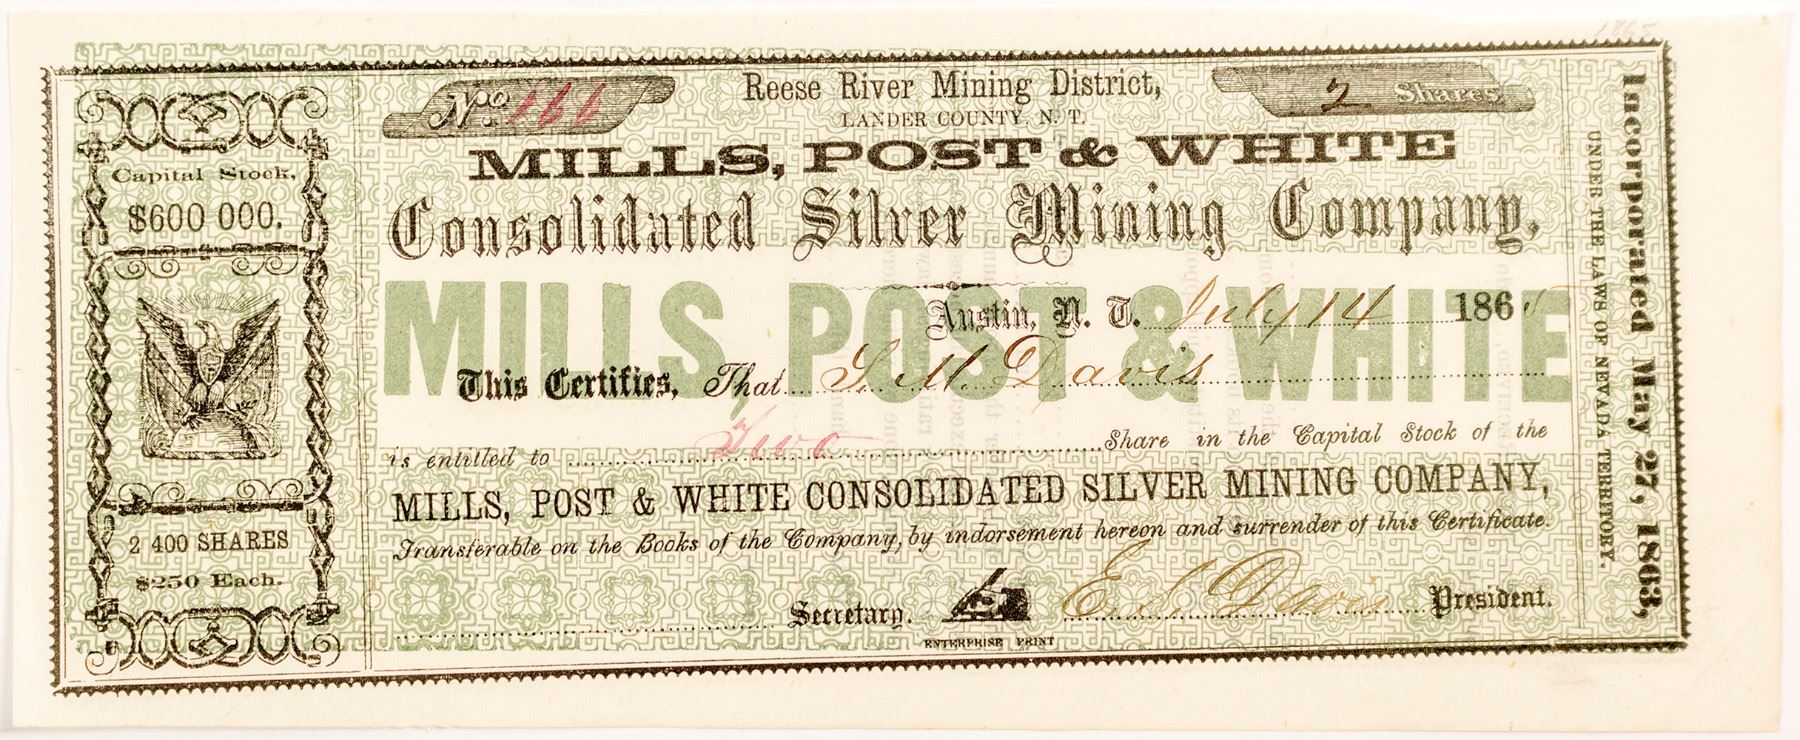 1865
No. 166
Reese River Mining District,
2 Shares
LANDER COUNTY, N. T.
MILLS, POST & WHITE
Consolidated Silver Mining Company,
MILLS, POST & WHITE
Austin, N. T. July 14 1865
This Certifies, That S. M. Davis
is entitled to Two Share in the Capital Stock of the
MILLS, POST & WHITE CONSOLIDATED SILVER MINING COMPANY,
Transferable on the Books of the Company, by indorsement hereon and surrender of this Certificate.
Secretary. E. S. Davis President.
ENTERPRISE PRINT
Capital Stock,
$600 000.
2 400 SHARES
$250 Each.
Incorporated May 27, 1863,
UNDER THE LAWS OF NEVADA TERRITORY.